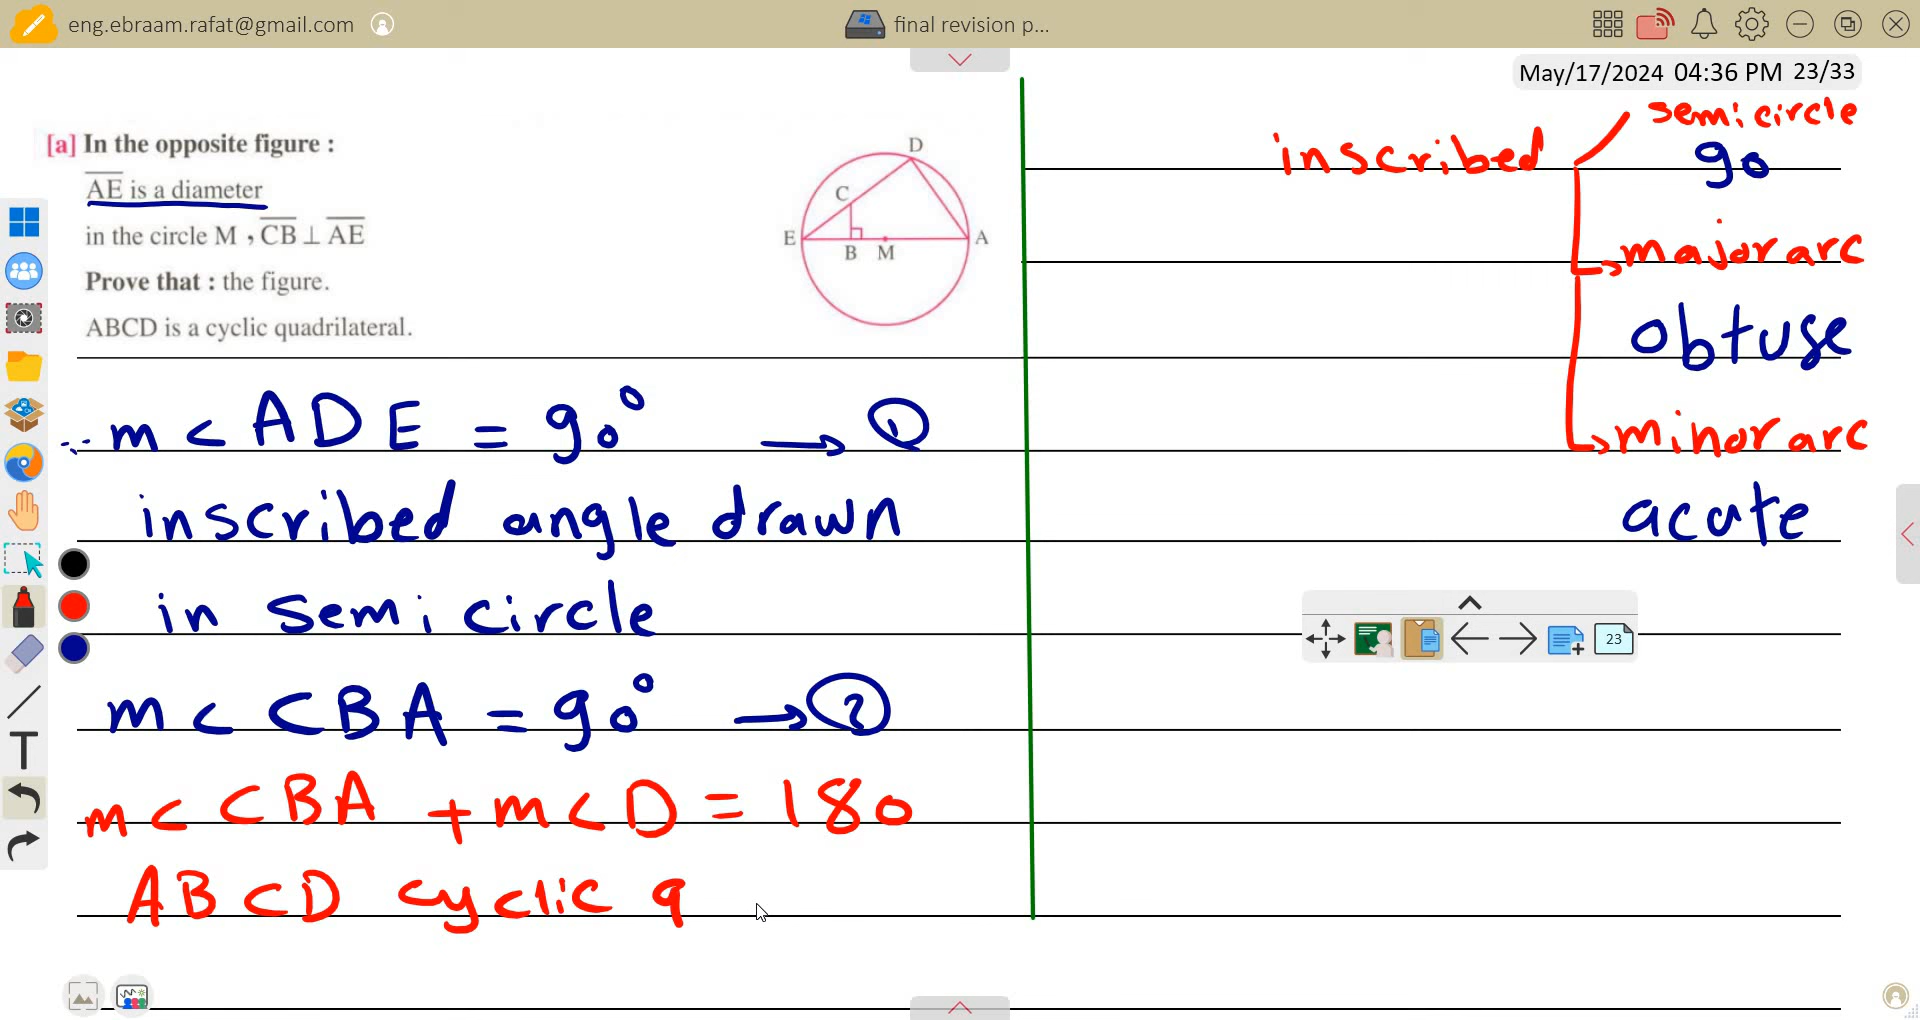 eng.ebraam.rafat@gmail.com
final revision p...
May/17/2024 04:36 PM 23/33
[a] In the opposite figure :
AE is a diameter
in the circle M , CB ⊥ AE
Prove that : the figure.
ABCD is a cyclic quadrilateral.
D
C
E
B
M
A
∵ m < ADE = 90° → ①
inscribed angle drawn
in semi circle
m < CBA = 90° → ②
m < CBA + m < D = 180
ABCD cyclic q
inscribed
semi circle
90
major arc
obtuse
minor arc
acute
T
23